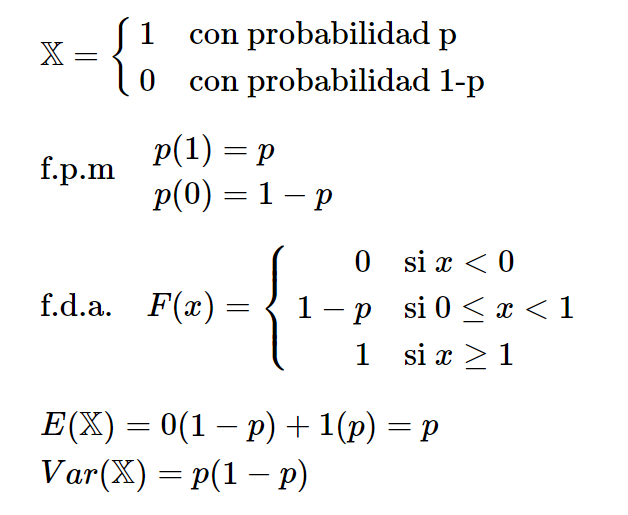 𝕏 = { 1 con probabilidad p
0 con probabilidad 1-p
f.p.m p(1) = p
p(0) = 1 − p
f.d.a. F(x) = { 0 si x < 0
1 − p si 0 ≤ x < 1
1 si x ≥ 1
E(𝕏) = 0(1 − p) + 1(p) = p
Var(𝕏) = p(1 − p)